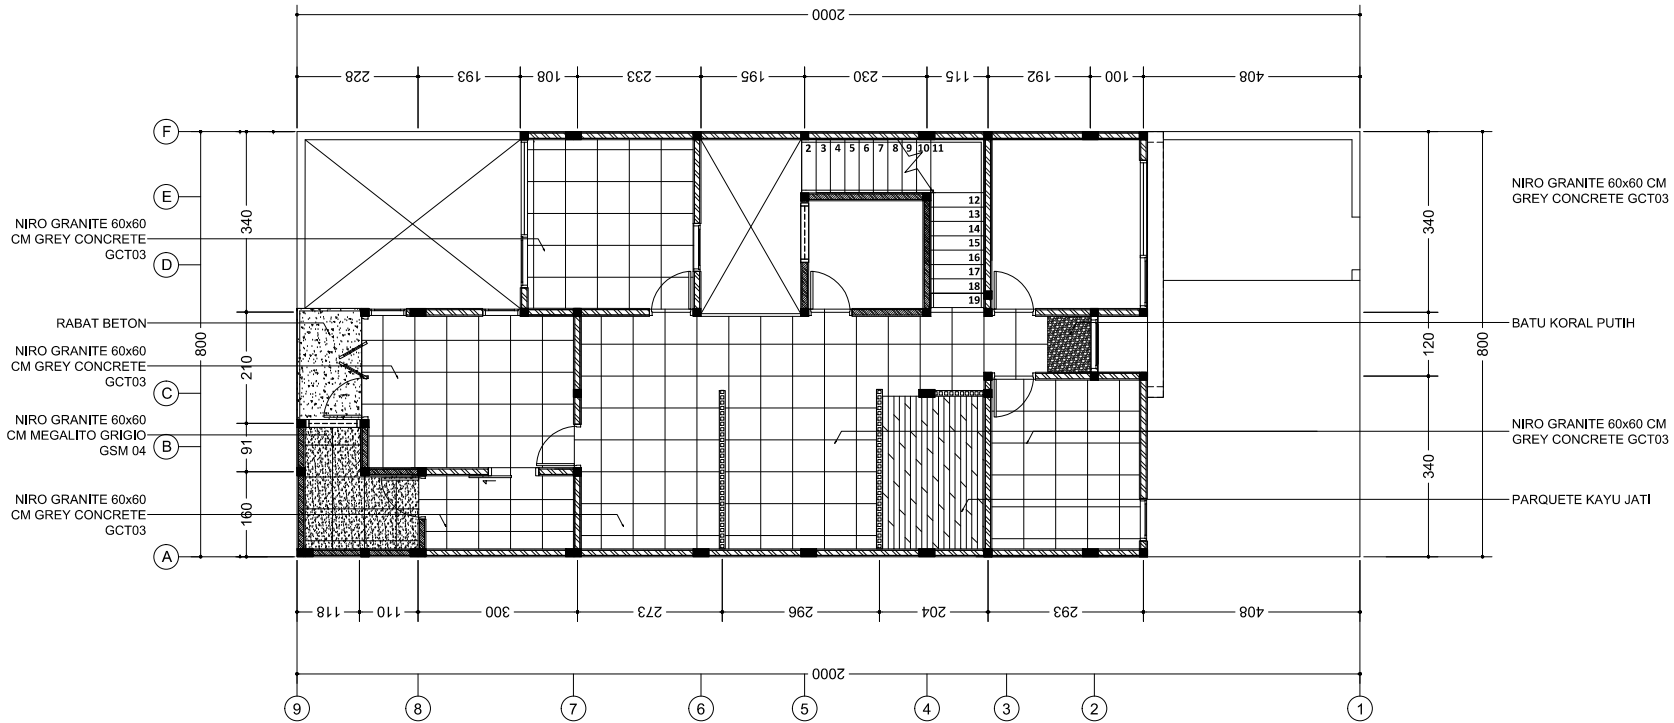 2000
228
193
108
233
195
230
115
192
100
408
F
E
D
C
B
A
340
210
91
160
800
NIRO GRANITE 60x60
CM GREY CONCRETE
GCT03
RABAT BETON
NIRO GRANITE 60x60
CM GREY CONCRETE
GCT03
NIRO GRANITE 60x60
CM MEGALITO GRIGIO
GSM 04
NIRO GRANITE 60x60
CM GREY CONCRETE
GCT03
2 3 4 5 6 7 8 9 10 11
12
13
14
15
16
17
18
19
340
120
340
800
NIRO GRANITE 60x60 CM
GREY CONCRETE GCT03
BATU KORAL PUTIH
NIRO GRANITE 60x60 CM
GREY CONCRETE GCT03
PARQUETE KAYU JATI
118
110
300
273
296
204
293
408
2000
9
8
7
6
5
4
3
2
1